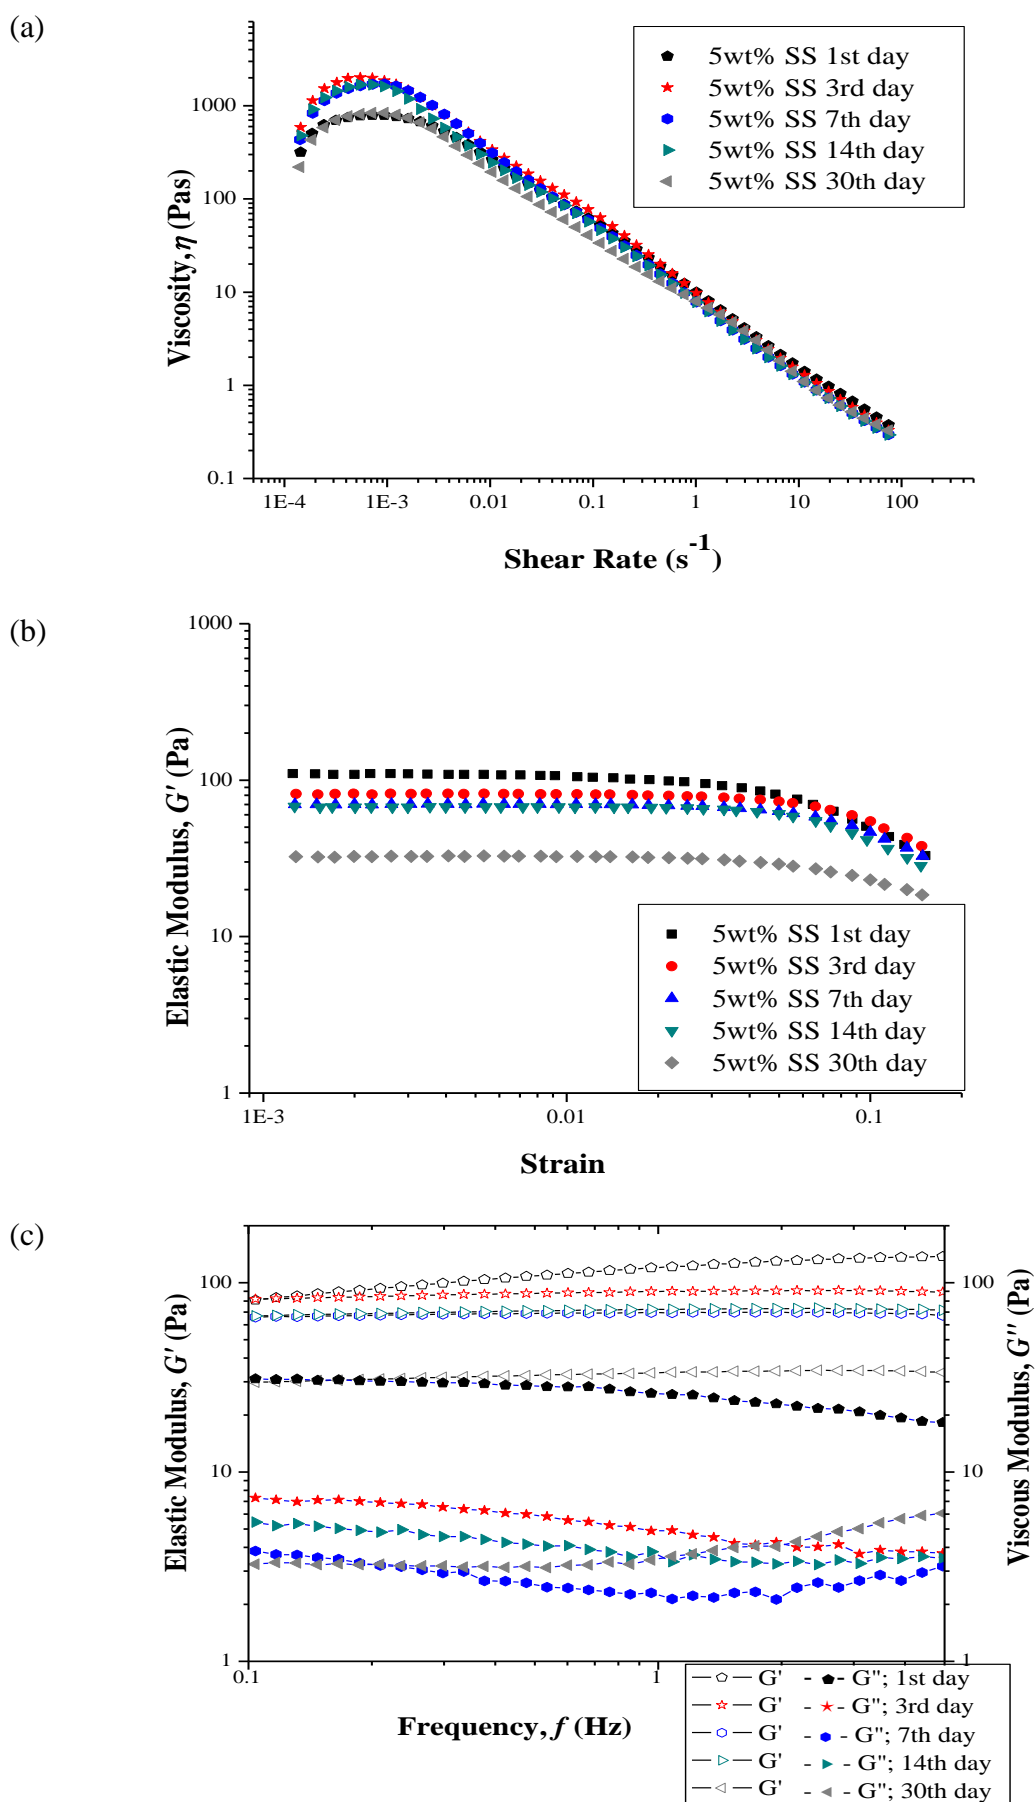 (a)
5wt% SS 1st day
5wt% SS 3rd day
5wt% SS 7th day
5wt% SS 14th day
5wt% SS 30th day
1000
100
10
1
0.1
Viscosity, η (Pas)
1E-4 1E-3 0.01 0.1 1 10 100
Shear Rate (s⁻¹)
(b)
1000
100
10
1
Elastic Modulus, G' (Pa)
5wt% SS 1st day
5wt% SS 3rd day
5wt% SS 7th day
5wt% SS 14th day
5wt% SS 30th day
1E-3 0.01 0.1
Strain
(c)
100 100
10 10
1 1
Elastic Modulus, G' (Pa)
Viscous Modulus, G'' (Pa)
0.1 1
Frequency, f (Hz)
G' G''; 1st day
G' G''; 3rd day
G' G''; 7th day
G' G''; 14th day
G' G''; 30th day